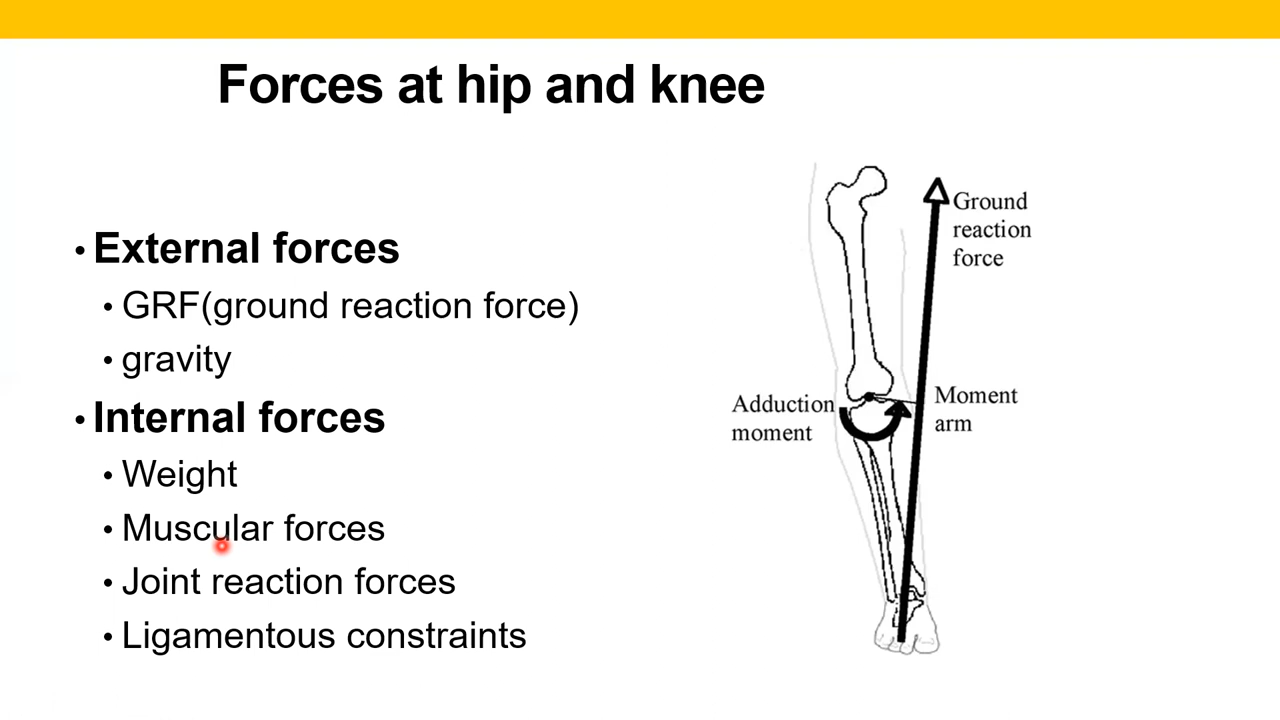 Forces at hip and knee
• External forces
• GRF(ground reaction force)
• gravity
• Internal forces
• Weight
• Muscular forces
• Joint reaction forces
• Ligamentous constraints
Ground
reaction
force
Adduction
moment
Moment
arm